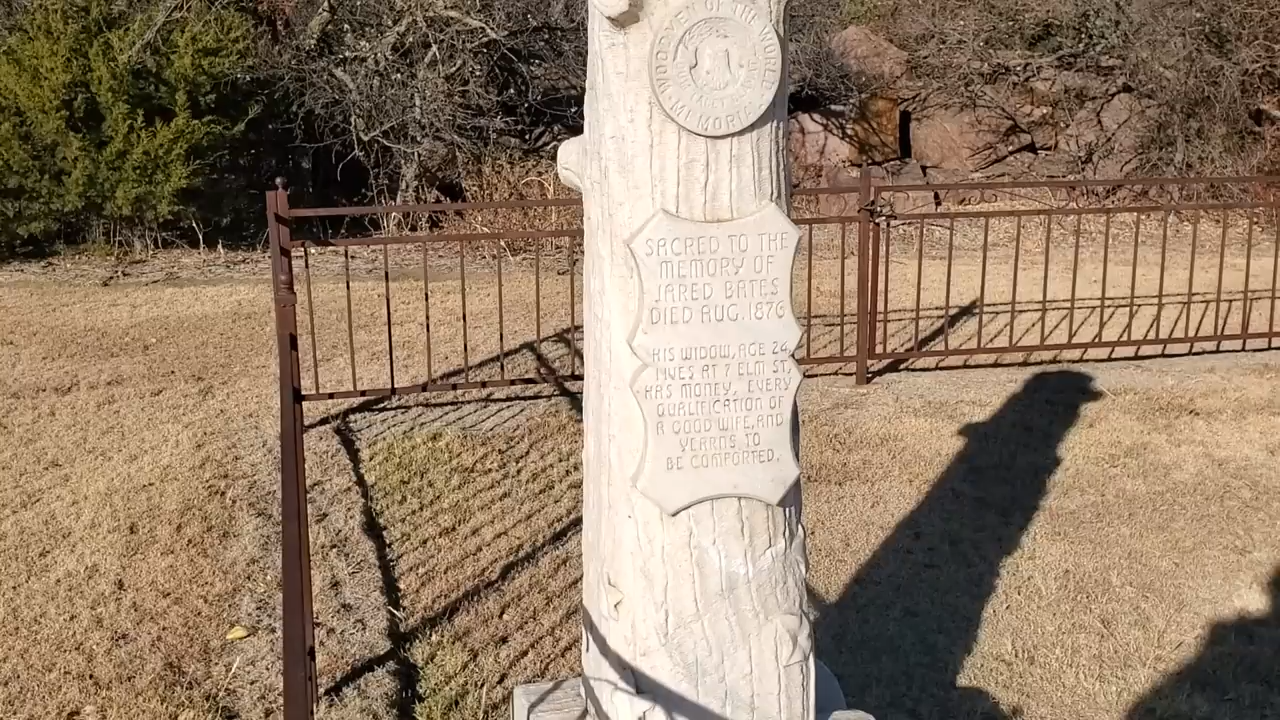 WOODMEN OF THE WORLD
MEMORIAL
SACRED TO THE
MEMORY OF
JARED BATES
DIED AUG. 1876
HIS WIDOW, AGE 24,
LIVES AT 7 ELM ST.
HAS MONEY, EVERY
QUALIFICATION OF
A GOOD WIFE, AND
YEARNS TO
BE COMFORTED.